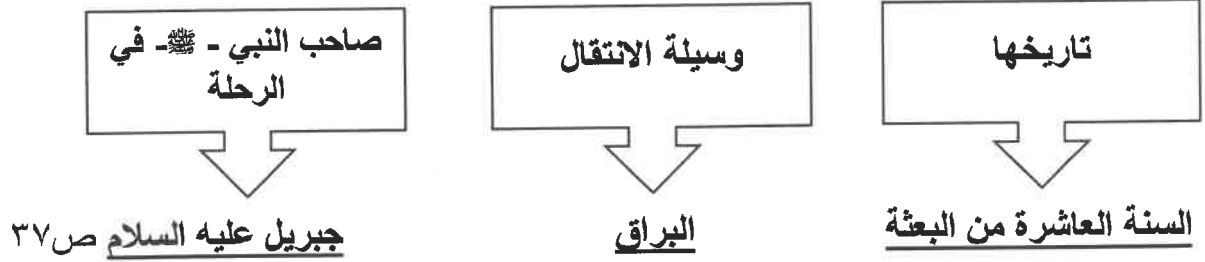 تاريخها
وسيلة الانتقال
صاحب النبي - ﷺ - في
الرحلة
السنة العاشرة من البعثة
البراق
جبريل عليه السلام ص٣٧